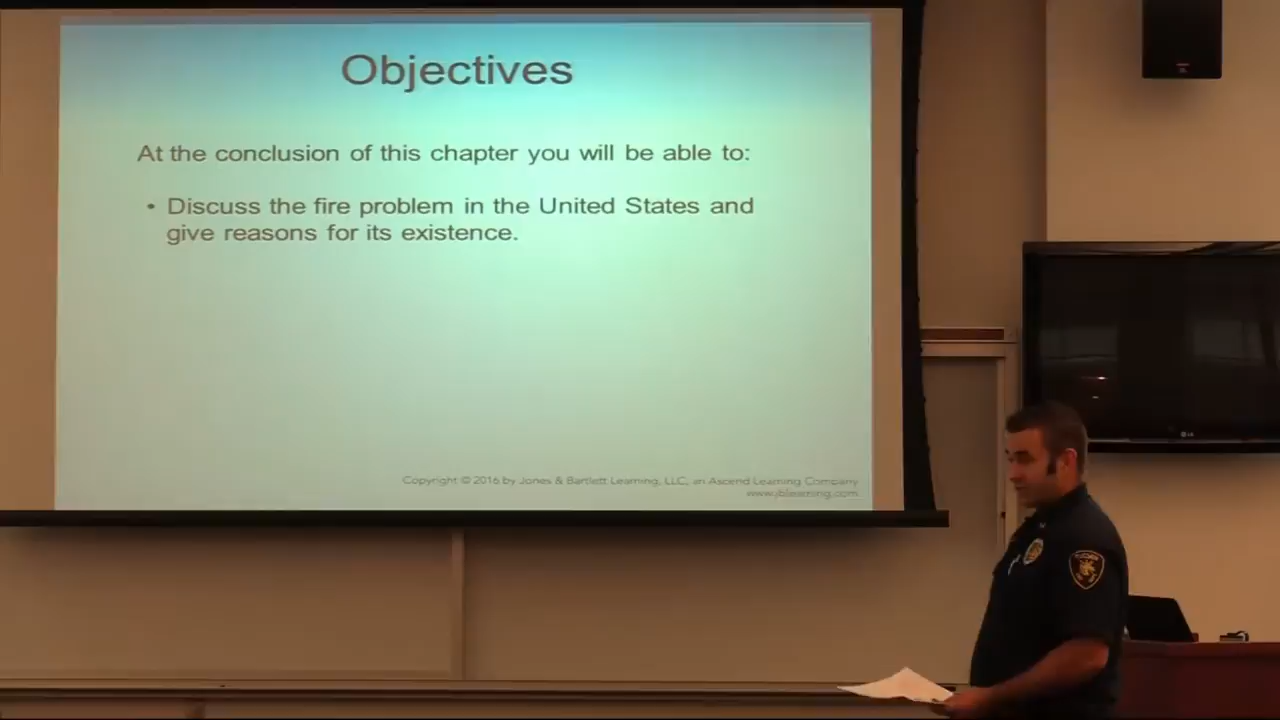 Objectives
At the conclusion of this chapter you will be able to:
• Discuss the fire problem in the United States and
give reasons for its existence.
Copyright © 2016 by Jones & Bartlett Learning, LLC, an Ascend Learning Company
www.jblearning.com
LG